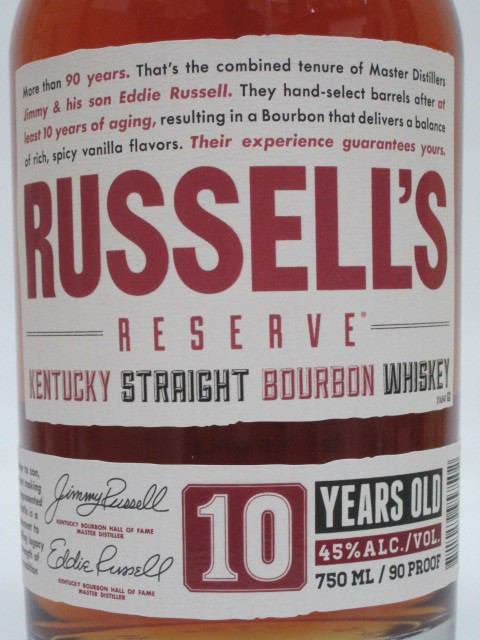 More than 90 years. That's the combined tenure of Master Distillers
Jimmy & his son Eddie Russell. They hand-select barrels after at
least 10 years of aging, resulting in a Bourbon that delivers a balance
of rich, spicy vanilla flavors. Their experience guarantees yours.
RUSSELL'S
RESERVE®
KENTUCKY STRAIGHT BOURBON WHISKEY
Jimmy Russell
KENTUCKY BOURBON HALL OF FAME
MASTER DISTILLER
Eddie Russell
KENTUCKY BOURBON HALL OF FAME
MASTER DISTILLER
10
YEARS OLD
45% ALC./VOL.
750 ML / 90 PROOF